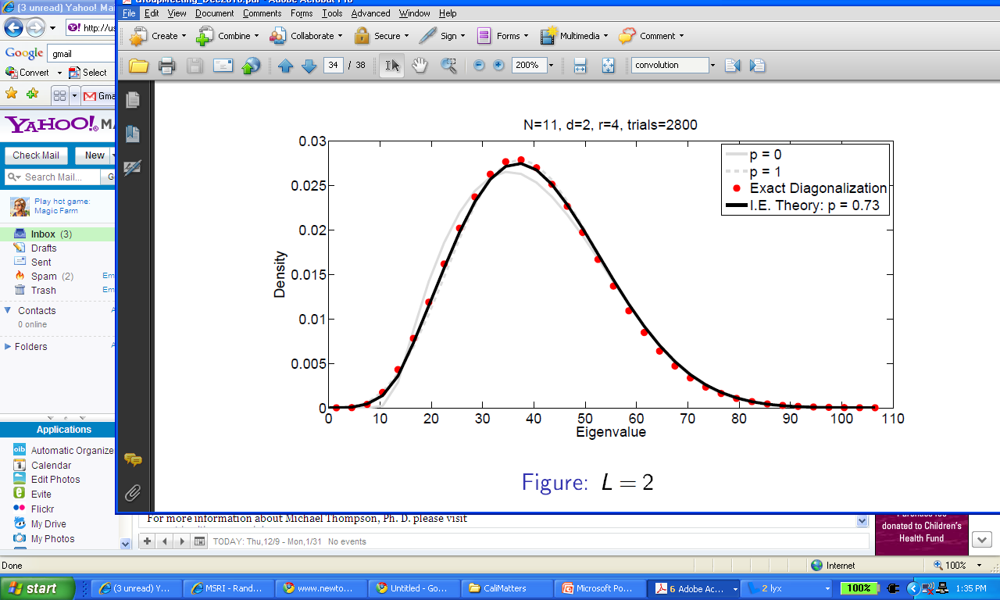 (3 unread) Yahoo! Mai
GroupMeeting_Dec2010.pdf - Adobe Acrobat Pro
File Edit View Document Comments Forms Tools Advanced Window Help
http://us
Create Combine Collaborate Secure Sign Forms Multimedia Comment
Google gmail
34 / 38 200% convolution
Convert Select
Gma
YAHOO! MA
Check Mail New
Search Mail... G
Play hot game:
Magic Farm
Inbox (3)
Drafts
Sent
Spam (2) Em
Trash Em
Contacts A
0 online
Folders A
Applications
Automatic Organize
Calendar
Edit Photos
Evite
Flickr
My Drive
My Photos
N=11, d=2, r=4, trials=2800
p = 0
p = 1
Exact Diagonalization
I.E. Theory: p = 0.73
Density
0.03
0.025
0.02
0.015
0.01
0.005
0
0 10 20 30 40 50 60 70 80 90 100 110
Eigenvalue
Figure: L = 2
For more information about Michael Thompson, Ph. D. please visit
TODAY: Thu,12/9 - Mon,1/31 No events
donated to Children's
Health Fund
Done Internet 100%
start (3 unread) Y... MSRI - Rand... www.newto... Untitled - Go... CaliMatters Microsoft Po... 6 Adobe Ac... 2 lyx 100% 1:35 PM